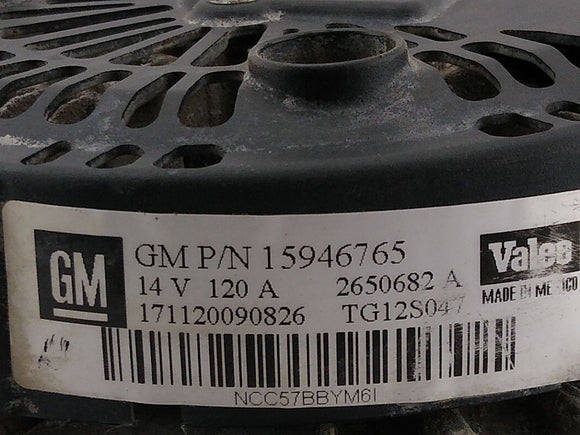 GM
GM P/N 15946765
14 V 120 A 2650682 A
171120090826 TG12S047
Valeo
MADE IN MEXICO
NCC57BBYM6I